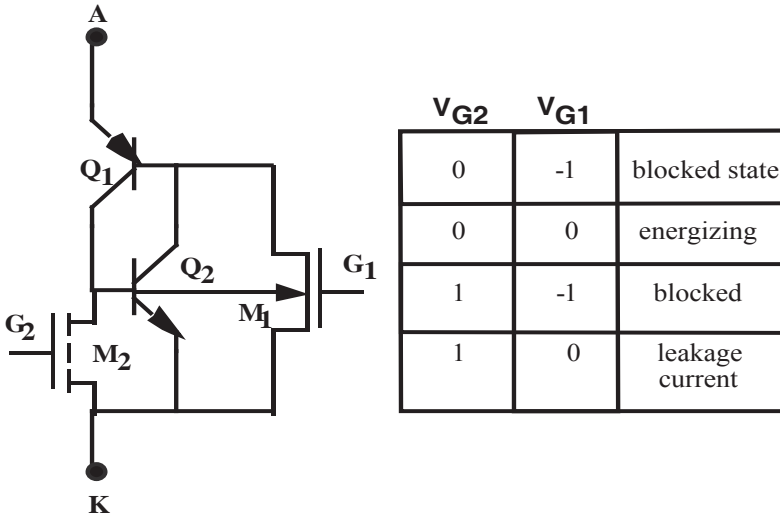 A
Q1
Q2
G1
M1
G2
M2
K
VG2 VG1
0 -1 blocked state
0 0 energizing
1 -1 blocked
1 0 leakage
current